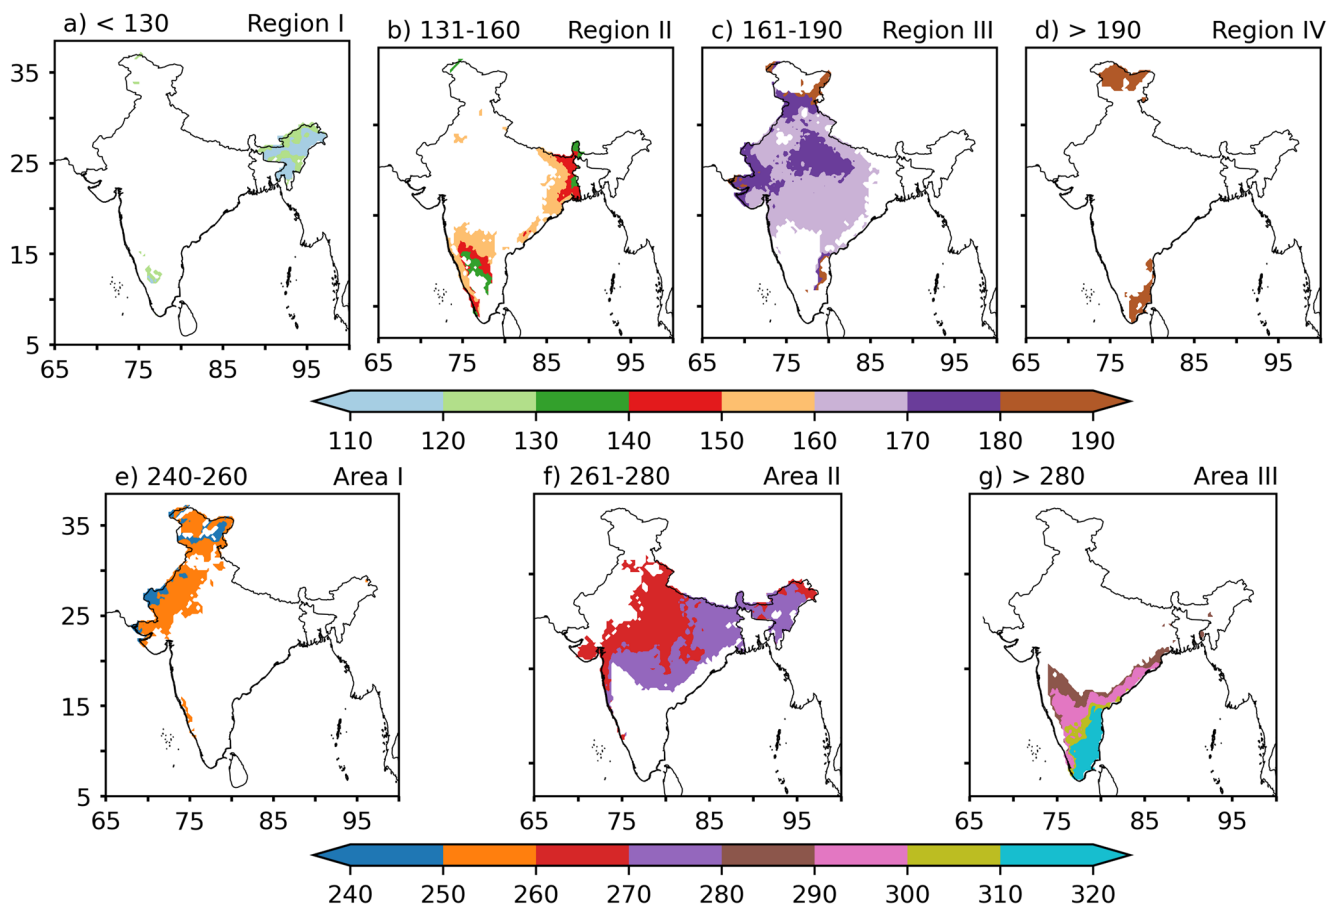 a) < 130 Region I
b) 131-160 Region II
c) 161-190 Region III
d) > 190 Region IV
35
25
15
5
65 75 85 95
65 75 85 95
65 75 85 95
65 75 85 95
110 120 130 140 150 160 170 180 190
e) 240-260 Area I
f) 261-280 Area II
g) > 280 Area III
35
25
15
5
65 75 85 95
65 75 85 95
65 75 85 95
240 250 260 270 280 290 300 310 320